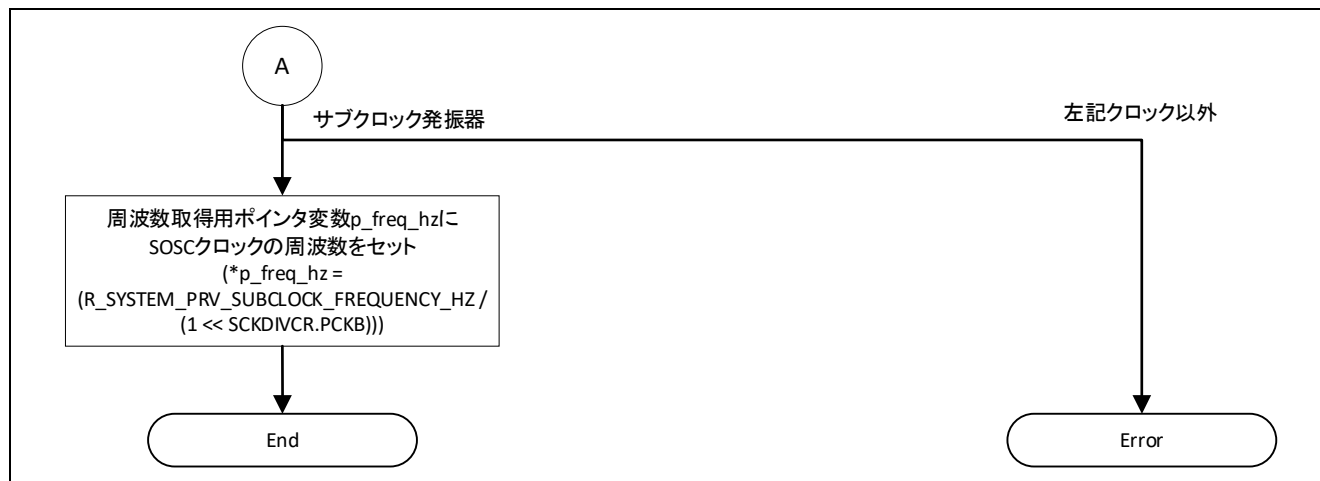 A
サブクロック発振器
左記クロック以外
周波数取得用ポインタ変数p_freq_hzに
SOSCクロックの周波数をセット
(*p_freq_hz =
(R_SYSTEM_PRV_SUBCLOCK_FREQUENCY_HZ /
(1 << SCKDIVCR.PCKB)))
End
Error